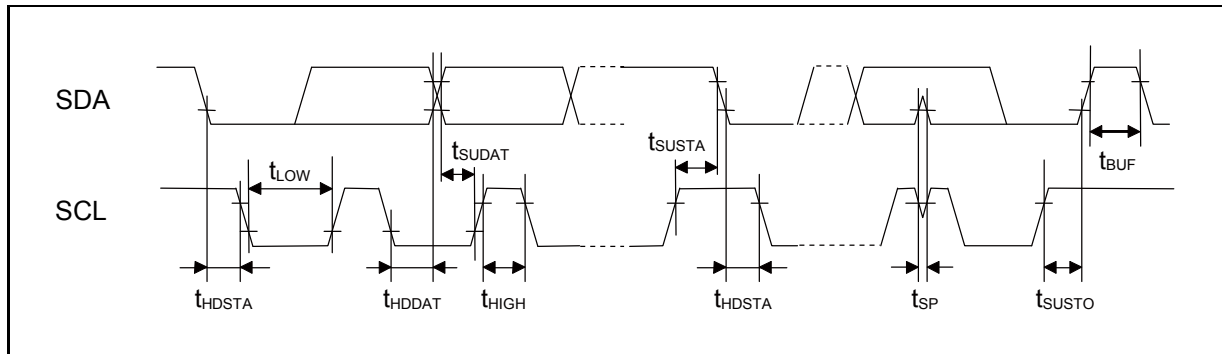 SDA
tSUDAT
tSUSTA
tBUF
tLOW
SCL
tHDSTA
tHDDAT
tHIGH
tHDSTA
tSP
tSUSTO